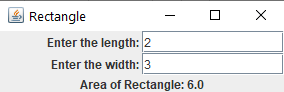 Rectangle
Enter the length: 2
Enter the width: 3
Area of Rectangle: 6.0